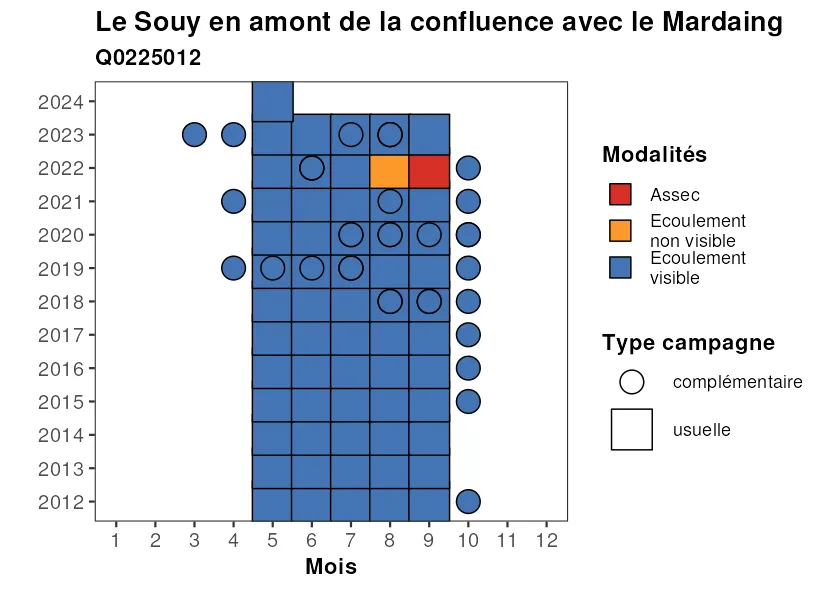 Le Souy en amont de la confluence avec le Mardaing
Q0225012
2024
2023
2022
2021
2020
2019
2018
2017
2016
2015
2014
2013
2012
1 2 3 4 5 6 7 8 9 10 11 12
Mois
Modalités
Assec
Ecoulement
non visible
Ecoulement
visible
Type campagne
complémentaire
usuelle